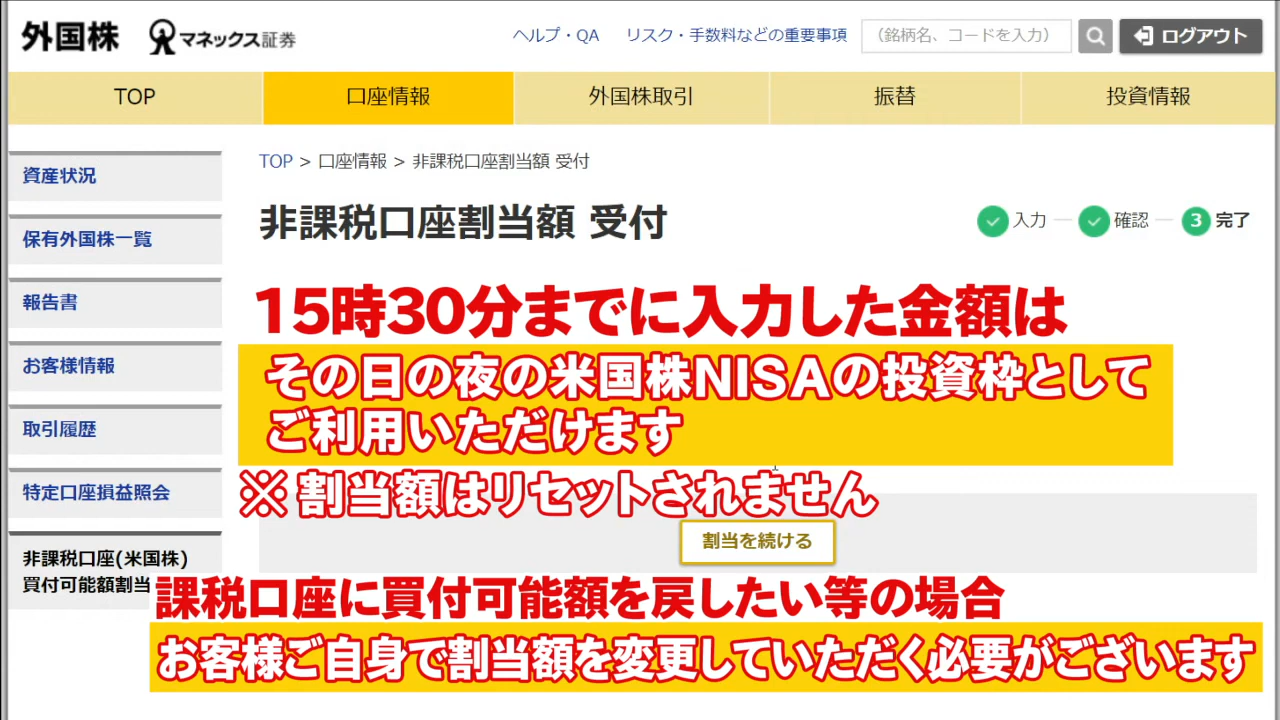 外国株 マネックス証券 ヘルプ・QA リスク・手数料などの重要事項 (銘柄名、コードを入力) ログアウト
TOP 口座情報 外国株取引 振替 投資情報
TOP > 口座情報 > 非課税口座割当額 受付
資産状況
保有外国株一覧
報告書
お客様情報
取引履歴
特定口座損益照会
非課税口座(米国株)
買付可能額割当
非課税口座割当額 受付
入力 確認 3 完了
15時30分までに入力した金額は
その日の夜の米国株NISAの投資枠として
ご利用いただけます
※割当額はリセットされません
割当を続ける
課税口座に買付可能額を戻したい等の場合
お客様ご自身で割当額を変更していただく必要がございます